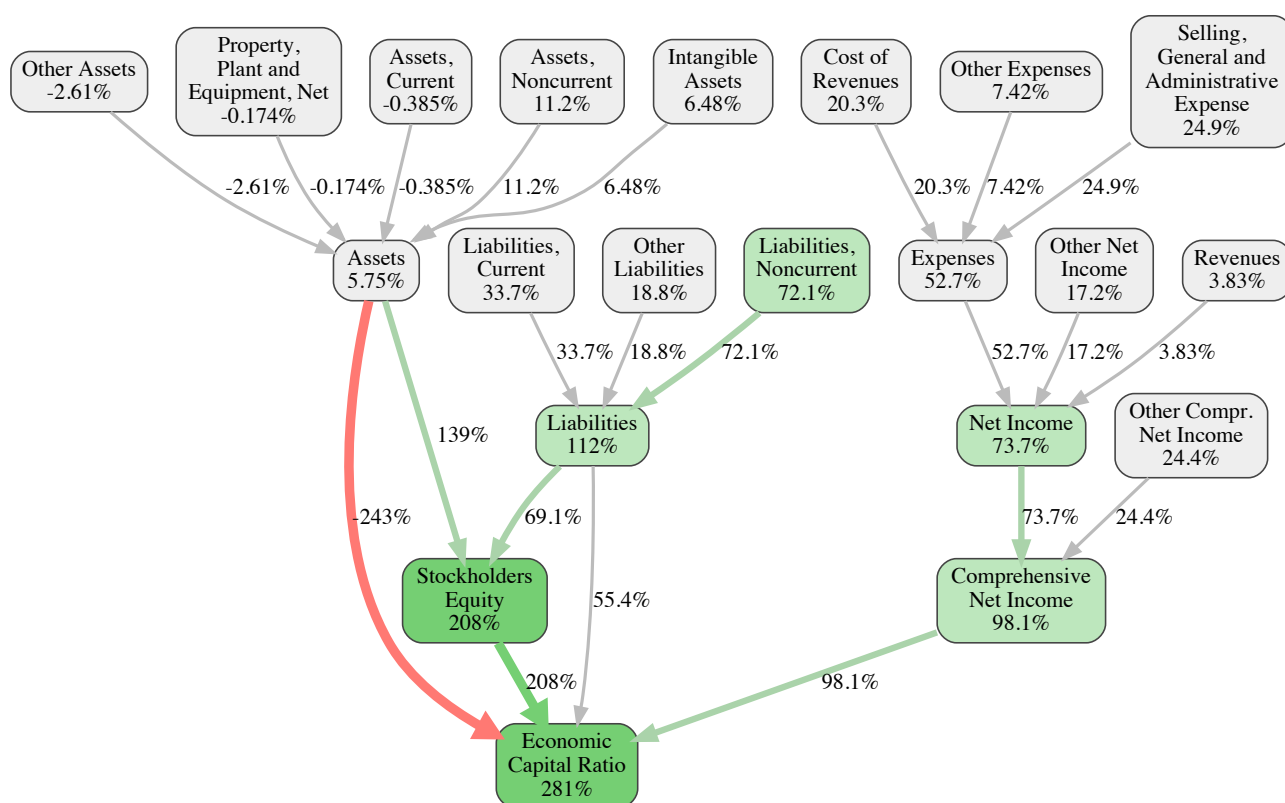 Other Assets
-2.61%
Property,
Plant and
Equipment, Net
-0.174%
Assets,
Current
-0.385%
Assets,
Noncurrent
11.2%
Intangible
Assets
6.48%
Cost of
Revenues
20.3%
Other Expenses
7.42%
Selling,
General and
Administrative
Expense
24.9%
-2.61%
-0.174%
-0.385%
11.2%
6.48%
20.3%
7.42%
24.9%
Assets
5.75%
Liabilities,
Current
33.7%
Other
Liabilities
18.8%
Liabilities,
Noncurrent
72.1%
Expenses
52.7%
Other Net
Income
17.2%
Revenues
3.83%
33.7%
18.8%
72.1%
52.7%
17.2%
3.83%
139%
Liabilities
112%
Net Income
73.7%
Other Compr.
Net Income
24.4%
-243%
69.1%
73.7%
24.4%
Stockholders
Equity
208%
55.4%
Comprehensive
Net Income
98.1%
208%
98.1%
Economic
Capital Ratio
281%